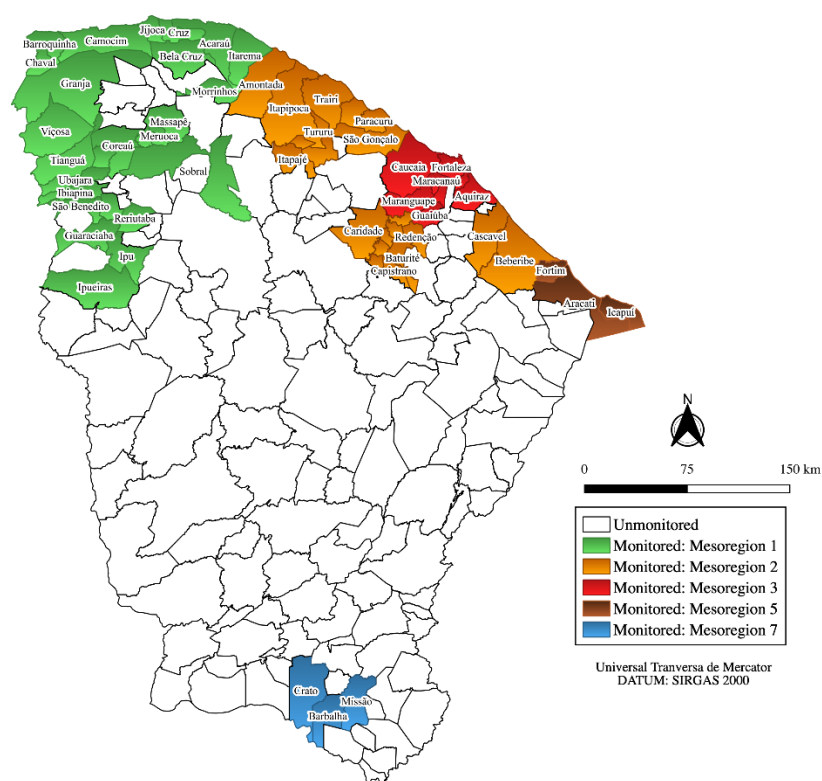 Jijoca
Cruz
Barroquinha
Camocim
Acaraú
Chaval
Bela Cruz
Itarema
Granja
Morrinhos
Amontada
Trairi
Itapipoca
Paracuru
Massapê
Viçosa
Meruoca
Tururu
São Gonçalo
Coreaú
Tianguá
Itapajé
Sobral
Caucaia
Fortaleza
Ubajara
Maracanaú
Ibiapina
Maranguape
Aquiraz
São Benedito
Reriutaba
Guaiúba
Guaraciaba
Caridade
Redenção
Cascavel
Ipu
Baturité
Beberibe
Capistrano
Fortim
Ipueiras
Aracati
Icapuí
N
0 75 150 km
Unmonitored
Monitored: Mesoregion 1
Monitored: Mesoregion 2
Monitored: Mesoregion 3
Monitored: Mesoregion 5
Monitored: Mesoregion 7
Universal Tranversa de Mercator
DATUM: SIRGAS 2000
Crato
Missão
Barbalha